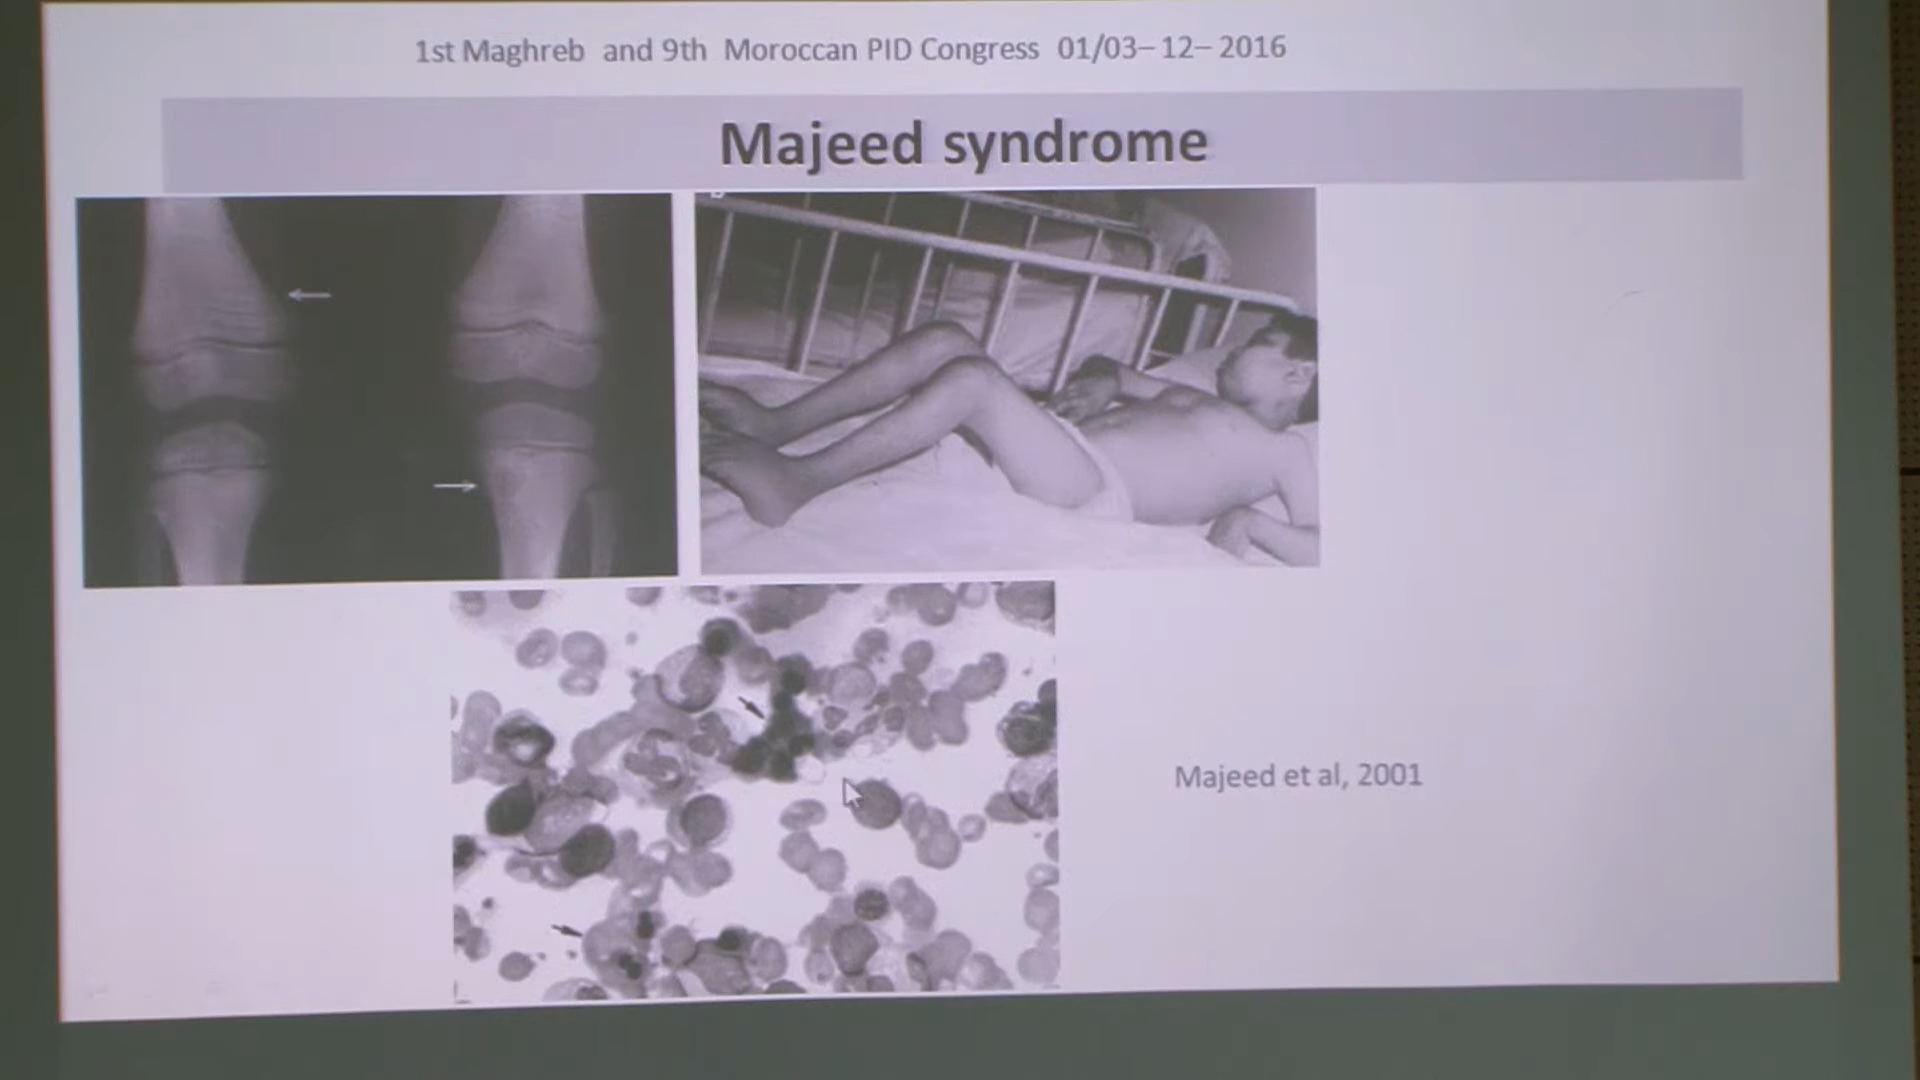 1st Maghreb and 9th Moroccan PID Congress 01/03– 12– 2016
Majeed syndrome
Majeed et al, 2001